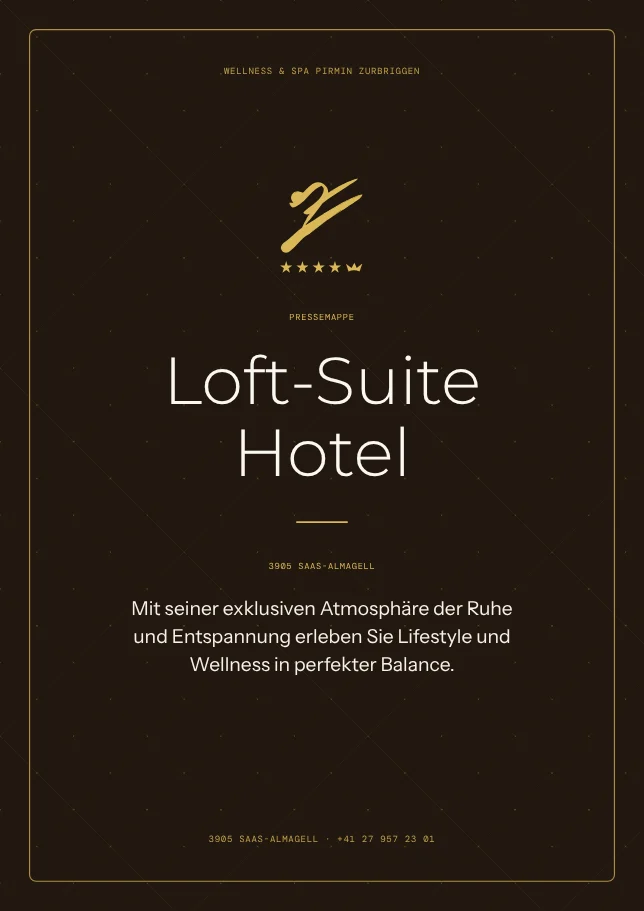 WELLNESS & SPA PIRMIN ZURBRIGGEN
PRESSEMAPPE
Loft-Suite
Hotel
3905 SAAS-ALMAGELL
Mit seiner exklusiven Atmosphäre der Ruhe
und Entspannung erleben Sie Lifestyle und
Wellness in perfekter Balance.
3905 SAAS-ALMAGELL · +41 27 957 23 01